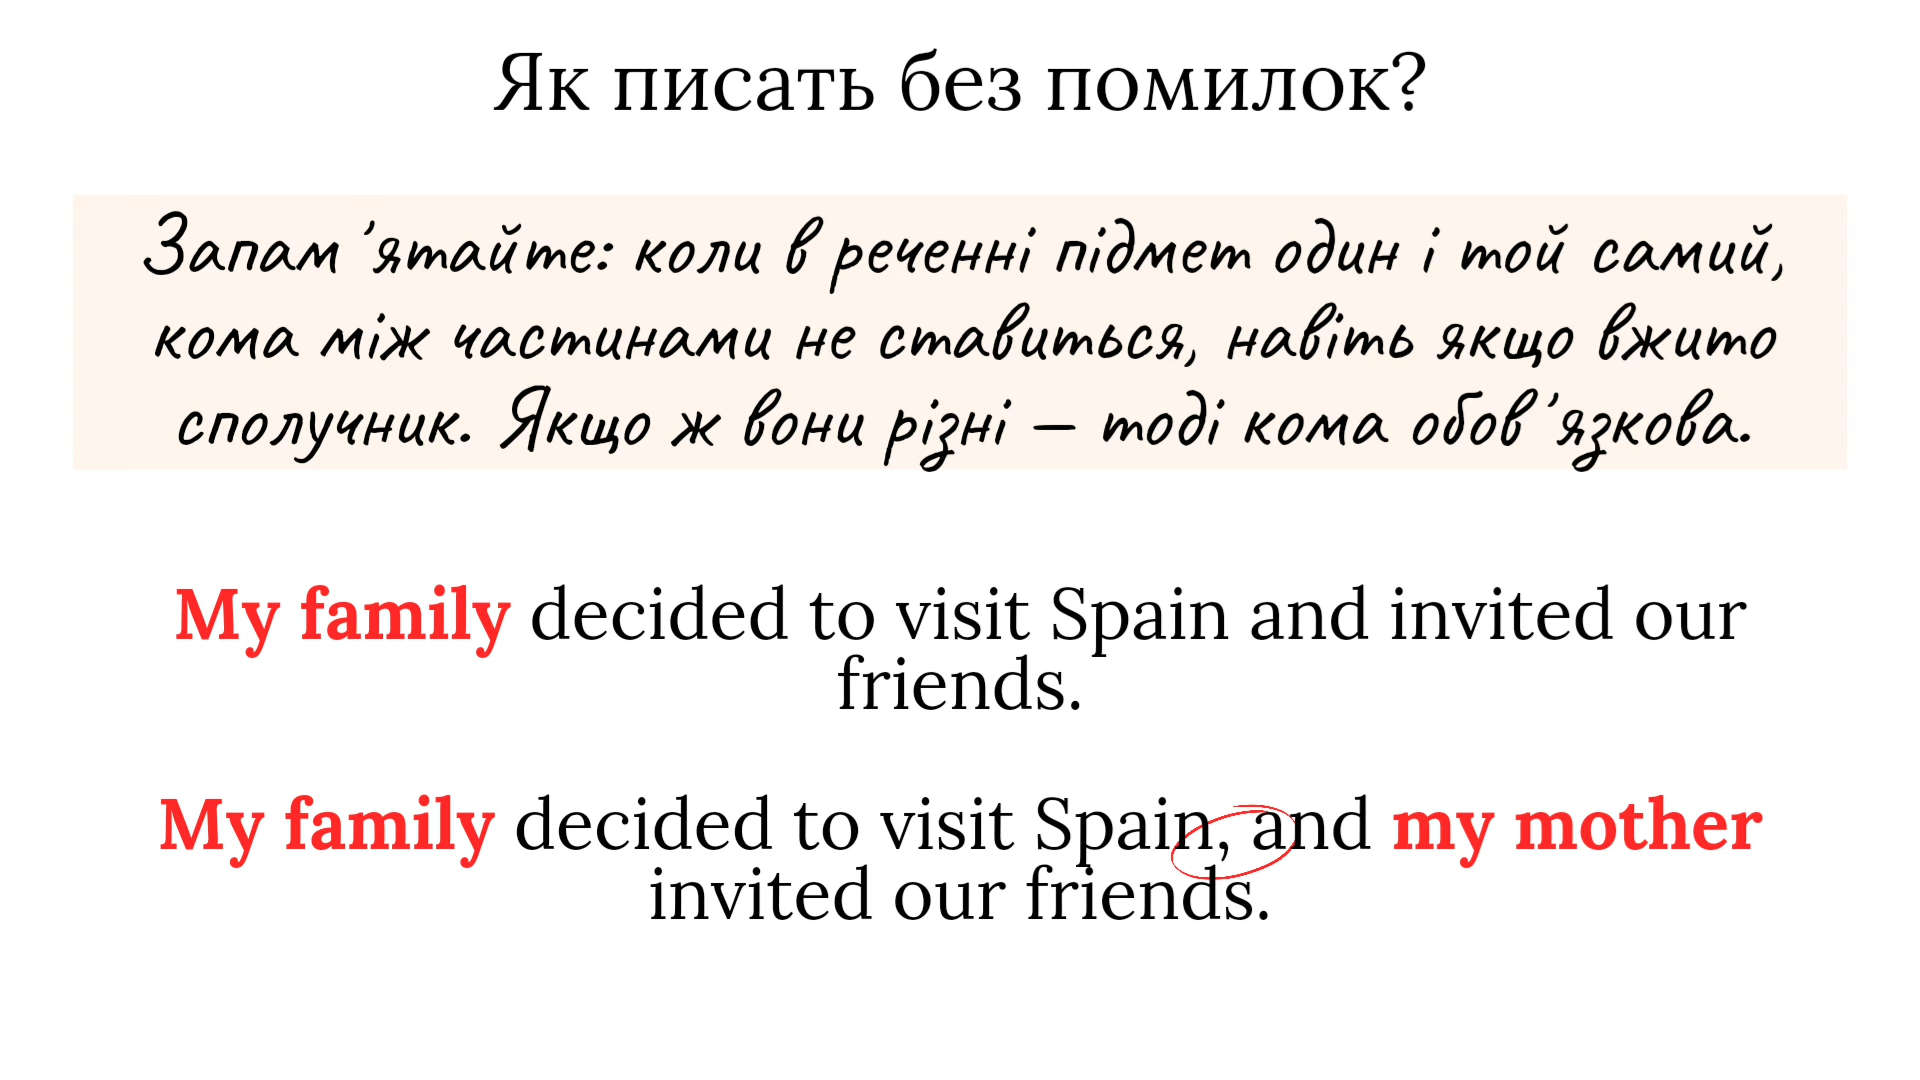 Як писать без помилок?
Запам'ятайте: коли в реченні підмет один і той самий,
кома між частинами не ставиться, навіть якщо вжито
сполучник. Якщо ж вони різні — тоді кома обов'язкова.
My family decided to visit Spain and invited our
friends.
My family decided to visit Spain, and my mother
invited our friends.